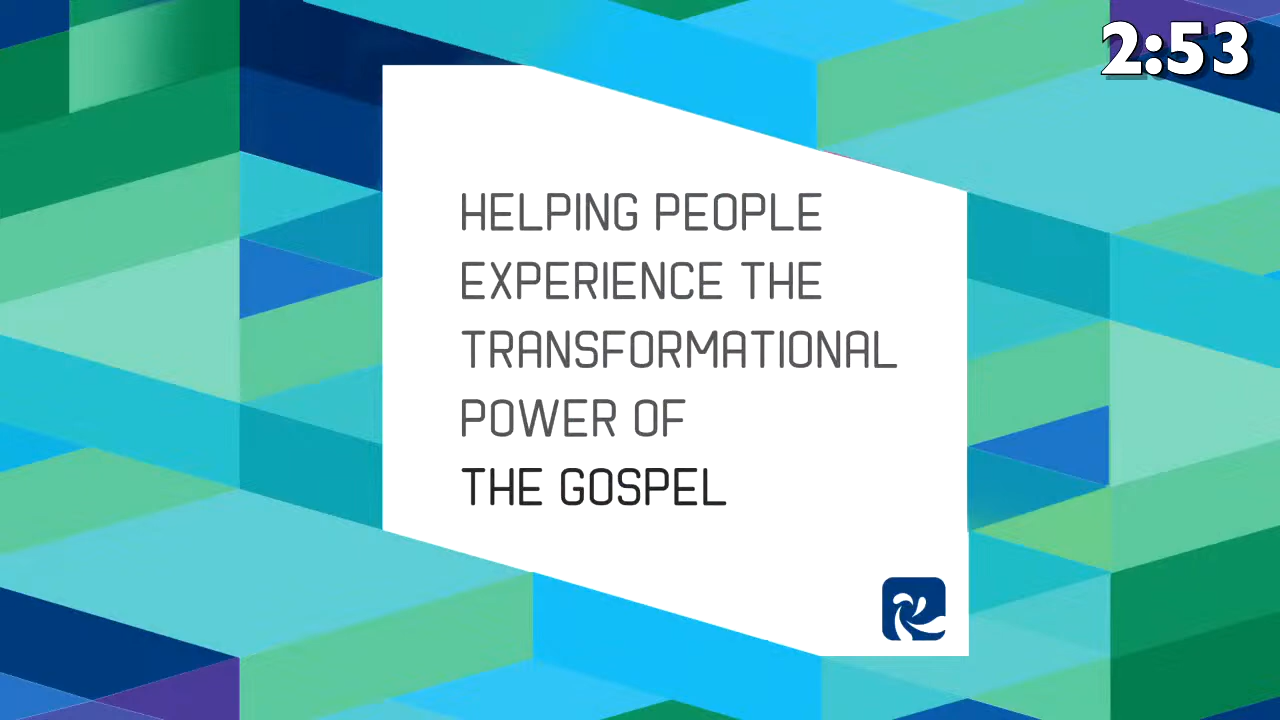 2:53
HELPING PEOPLE
EXPERIENCE THE
TRANSFORMATIONAL
POWER OF
THE GOSPEL